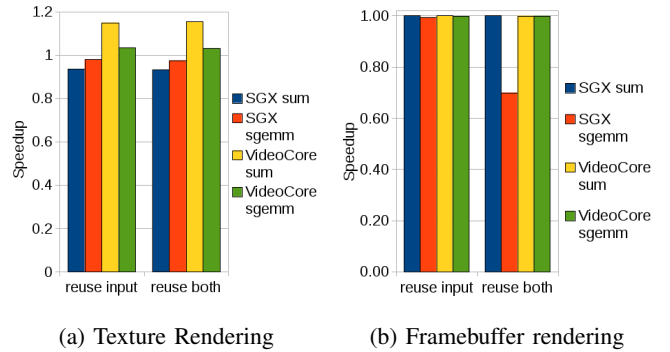 1.2
1
0.8
0.6
0.4
0.2
0
Speedup
reuse input
reuse both
SGX sum
SGX
sgemm
VideoCore
sum
VideoCore
sgemm
(a) Texture Rendering
1.00
0.80
0.60
0.40
0.20
0.00
Speedup
reuse input
reuse both
SGX sum
SGX
sgemm
VideoCore
sum
VideoCore
sgemm
(b) Framebuffer rendering